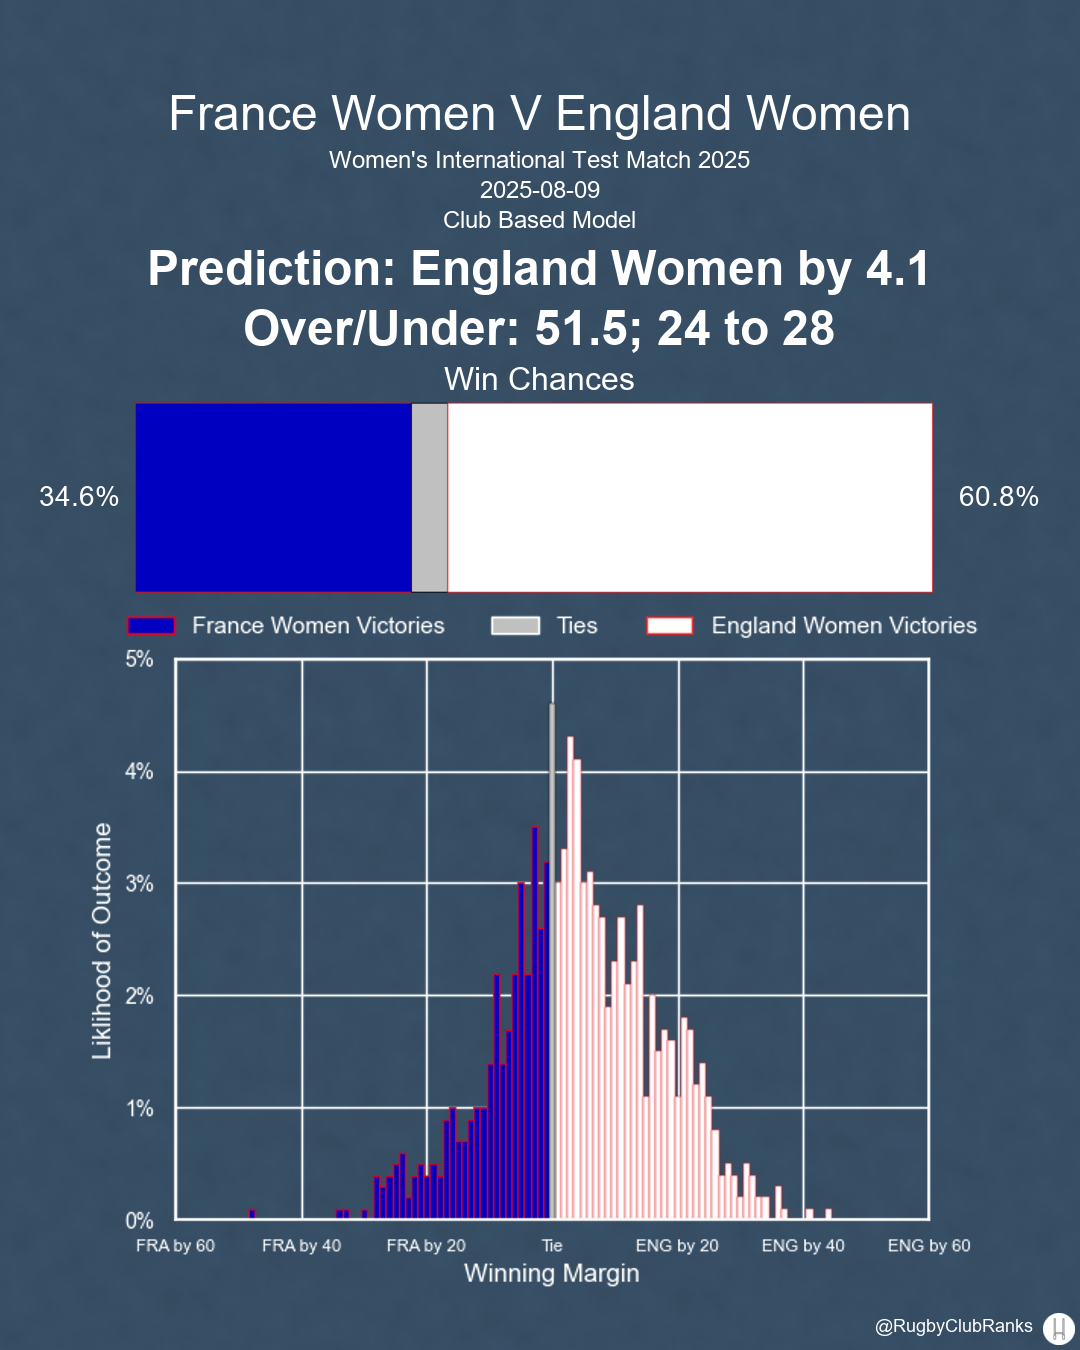 France Women V England Women
Women's International Test Match 2025
2025-08-09
Club Based Model
Prediction: England Women by 4.1
Over/Under: 51.5; 24 to 28
Win Chances
34.6%
60.8%
France Women Victories
Ties
England Women Victories
5%
4%
3%
2%
1%
0%
Liklihood of Outcome
FRA by 60
FRA by 40
FRA by 20
Tie
ENG by 20
ENG by 40
ENG by 60
Winning Margin
@RugbyClubRanks